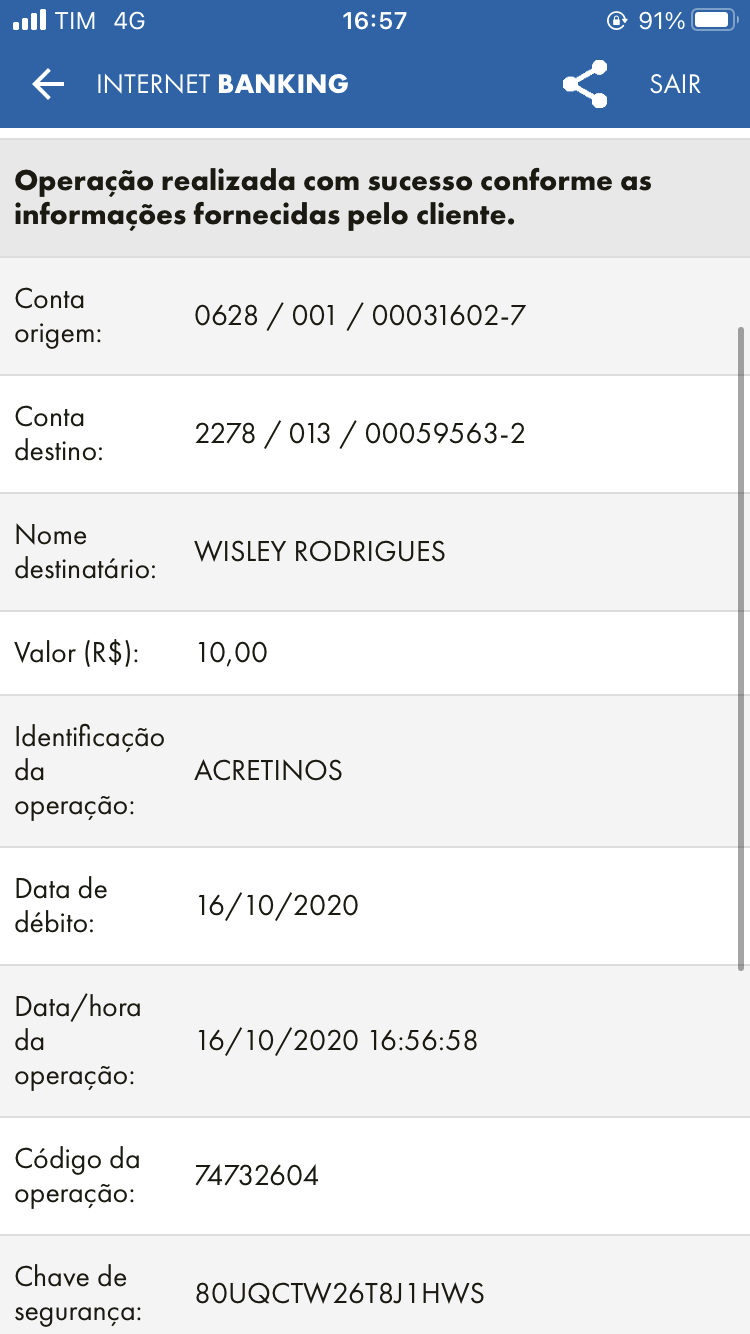 TIM 4G 16:57 91%
INTERNET BANKING SAIR
Operação realizada com sucesso conforme as
informações fornecidas pelo cliente.
Conta
origem:
0628 / 001 / 00031602-7
Conta
destino:
2278 / 013 / 00059563-2
Nome
destinatário:
WISLEY RODRIGUES
Valor (R$): 10,00
Identificação
da
operação:
ACRETINOS
Data de
débito:
16/10/2020
Data/hora
da
operação:
16/10/2020 16:56:58
Código da
operação:
74732604
Chave de
segurança:
80UQCTW26T8J1HWS